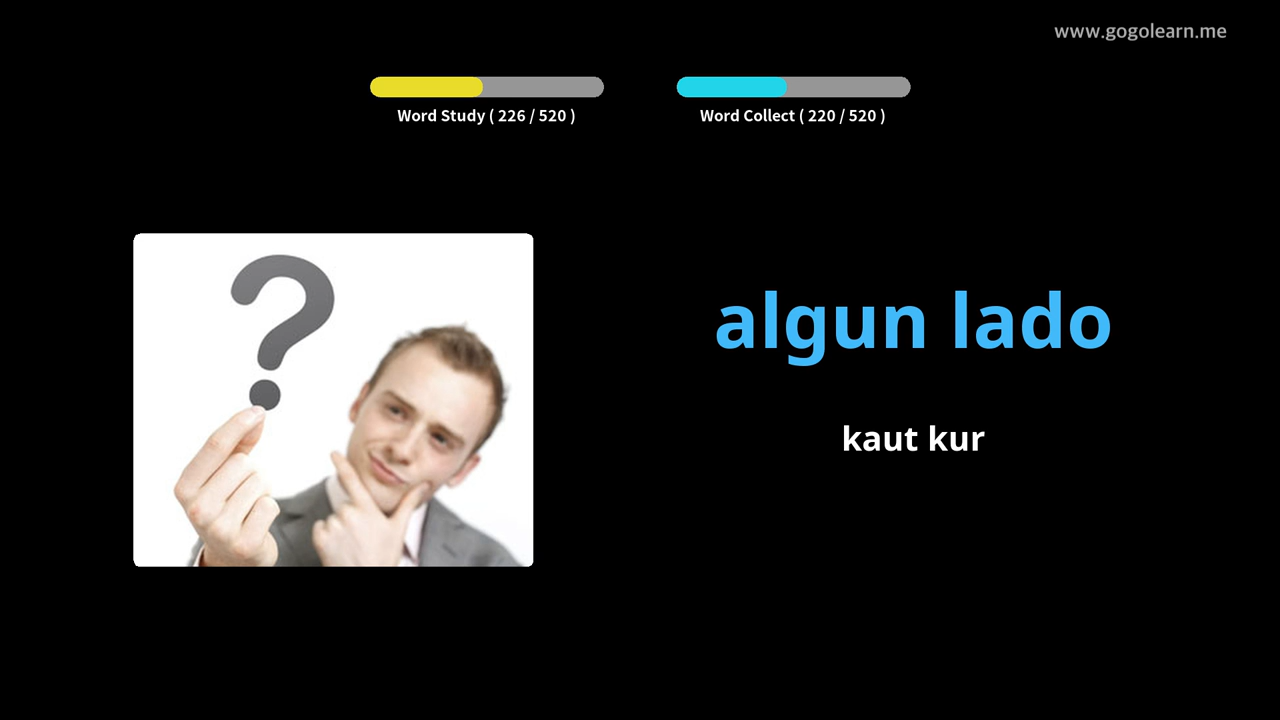 www.gogolearn.me
Word Study ( 226 / 520 )
Word Collect ( 220 / 520 )
algun lado
kaut kur